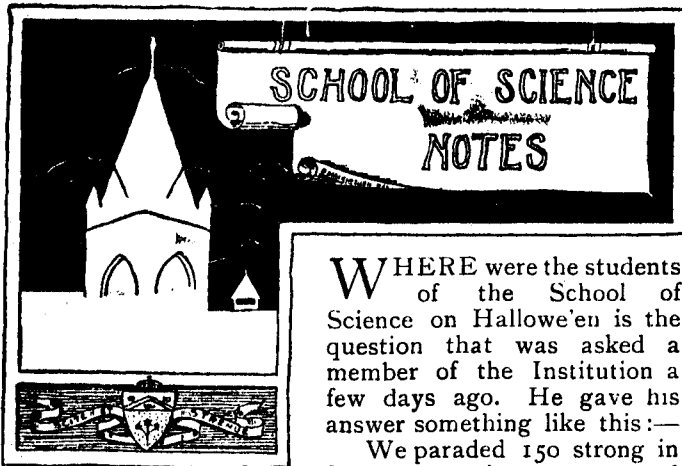 SCHOOL OF SCIENCE
NOTES
WHERE were the students
of the School of
Science on Hallowe'en is the
question that was asked a
member of the Institution a
few days ago. He gave his
answer something like this:—
We paraded 150 strong in